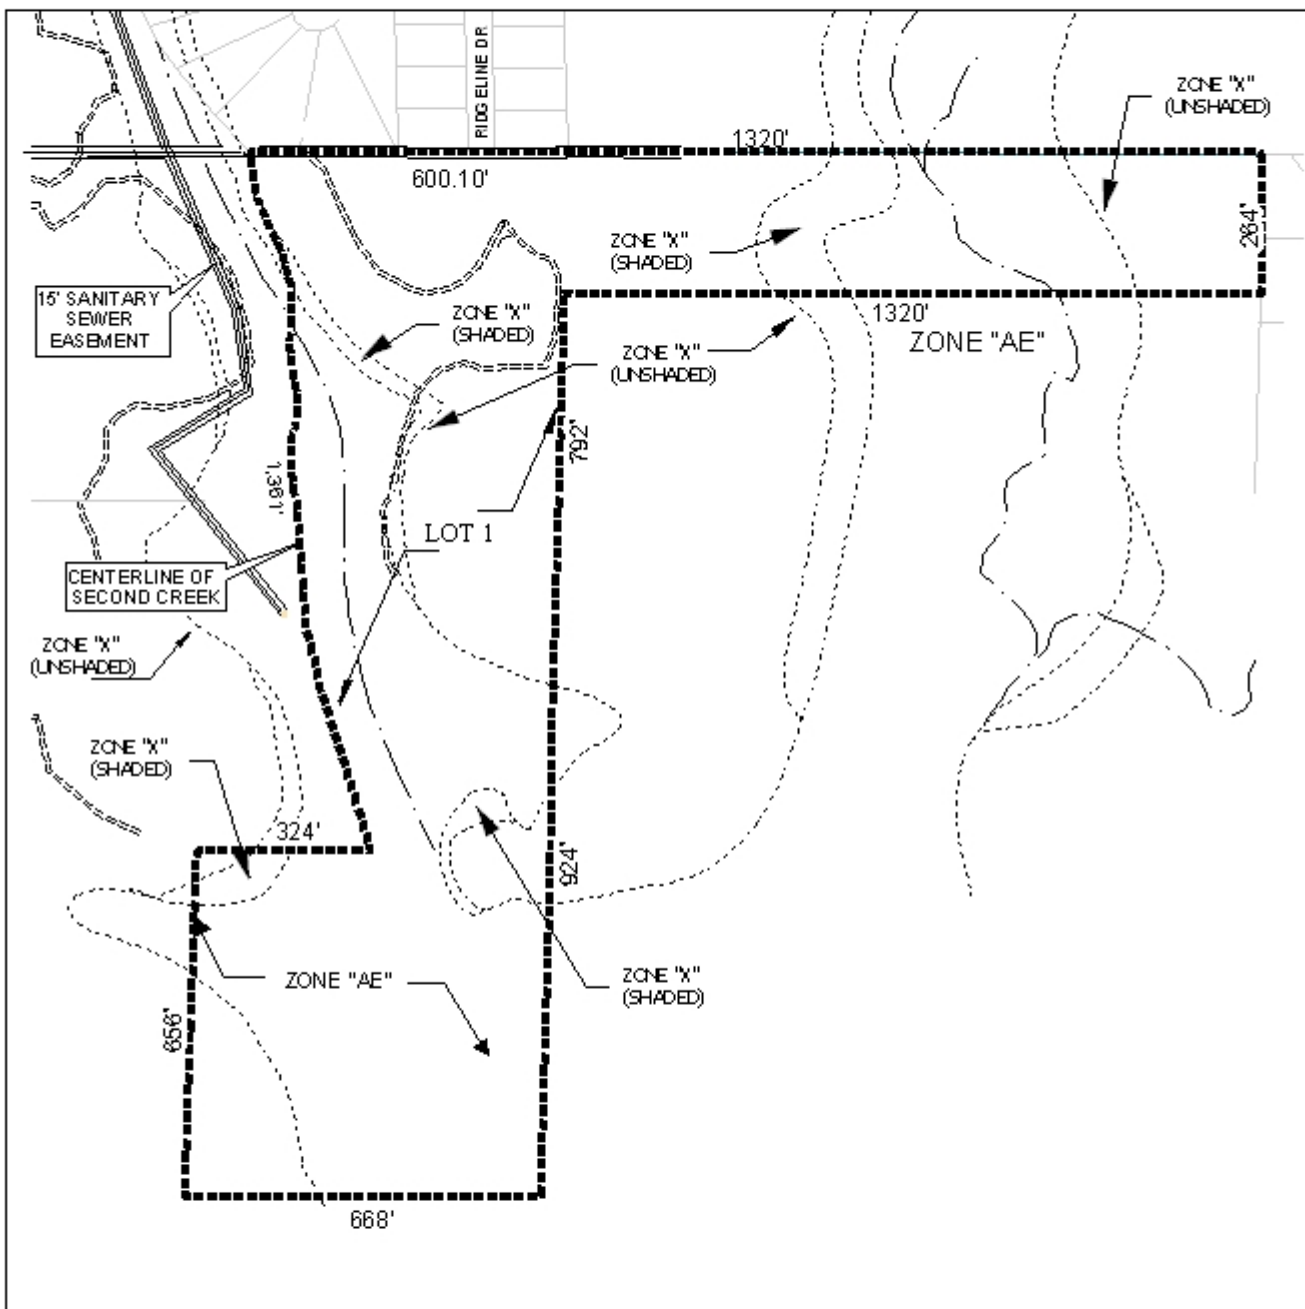 RIDGELINE DR
ZONE "X"
(UNSHADED)
1320'
600.10'
264'
ZONE "X"
(SHADED)
15' SANITARY
SEWER
EASEMENT
ZONE "X"
(SHADED)
1320'
ZONE "AE"
ZONE "X"
(UNSHADED)
792'
1,361'
LOT 1
CENTERLINE OF
SECOND CREEK
ZONE "X"
(UNSHADED)
ZONE "X"
(SHADED)
324'
924'
ZONE "AE"
ZONE "X"
(SHADED)
656'
668'